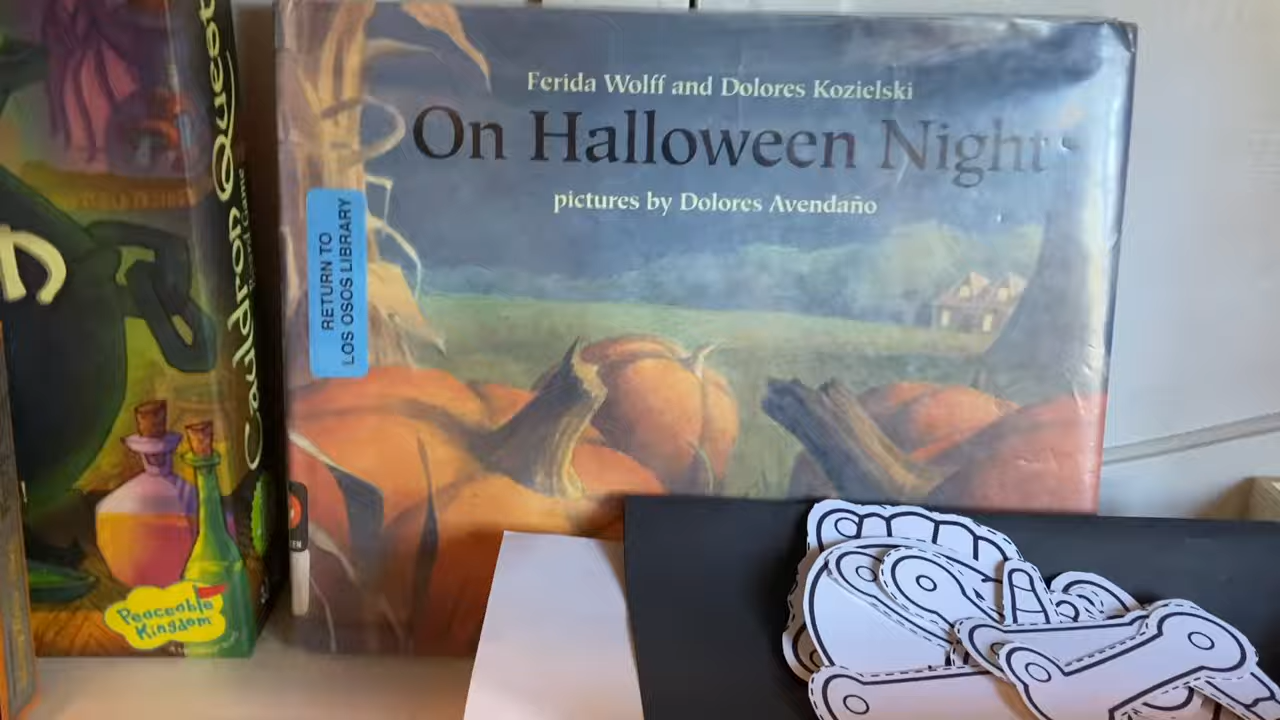 Cauldron Quest
Peaceable
Kingdom
Ferida Wolff and Dolores Kozielski
On Halloween Night
pictures by Dolores Avendaño
RETURN TO
LOS OSOS LIBRARY